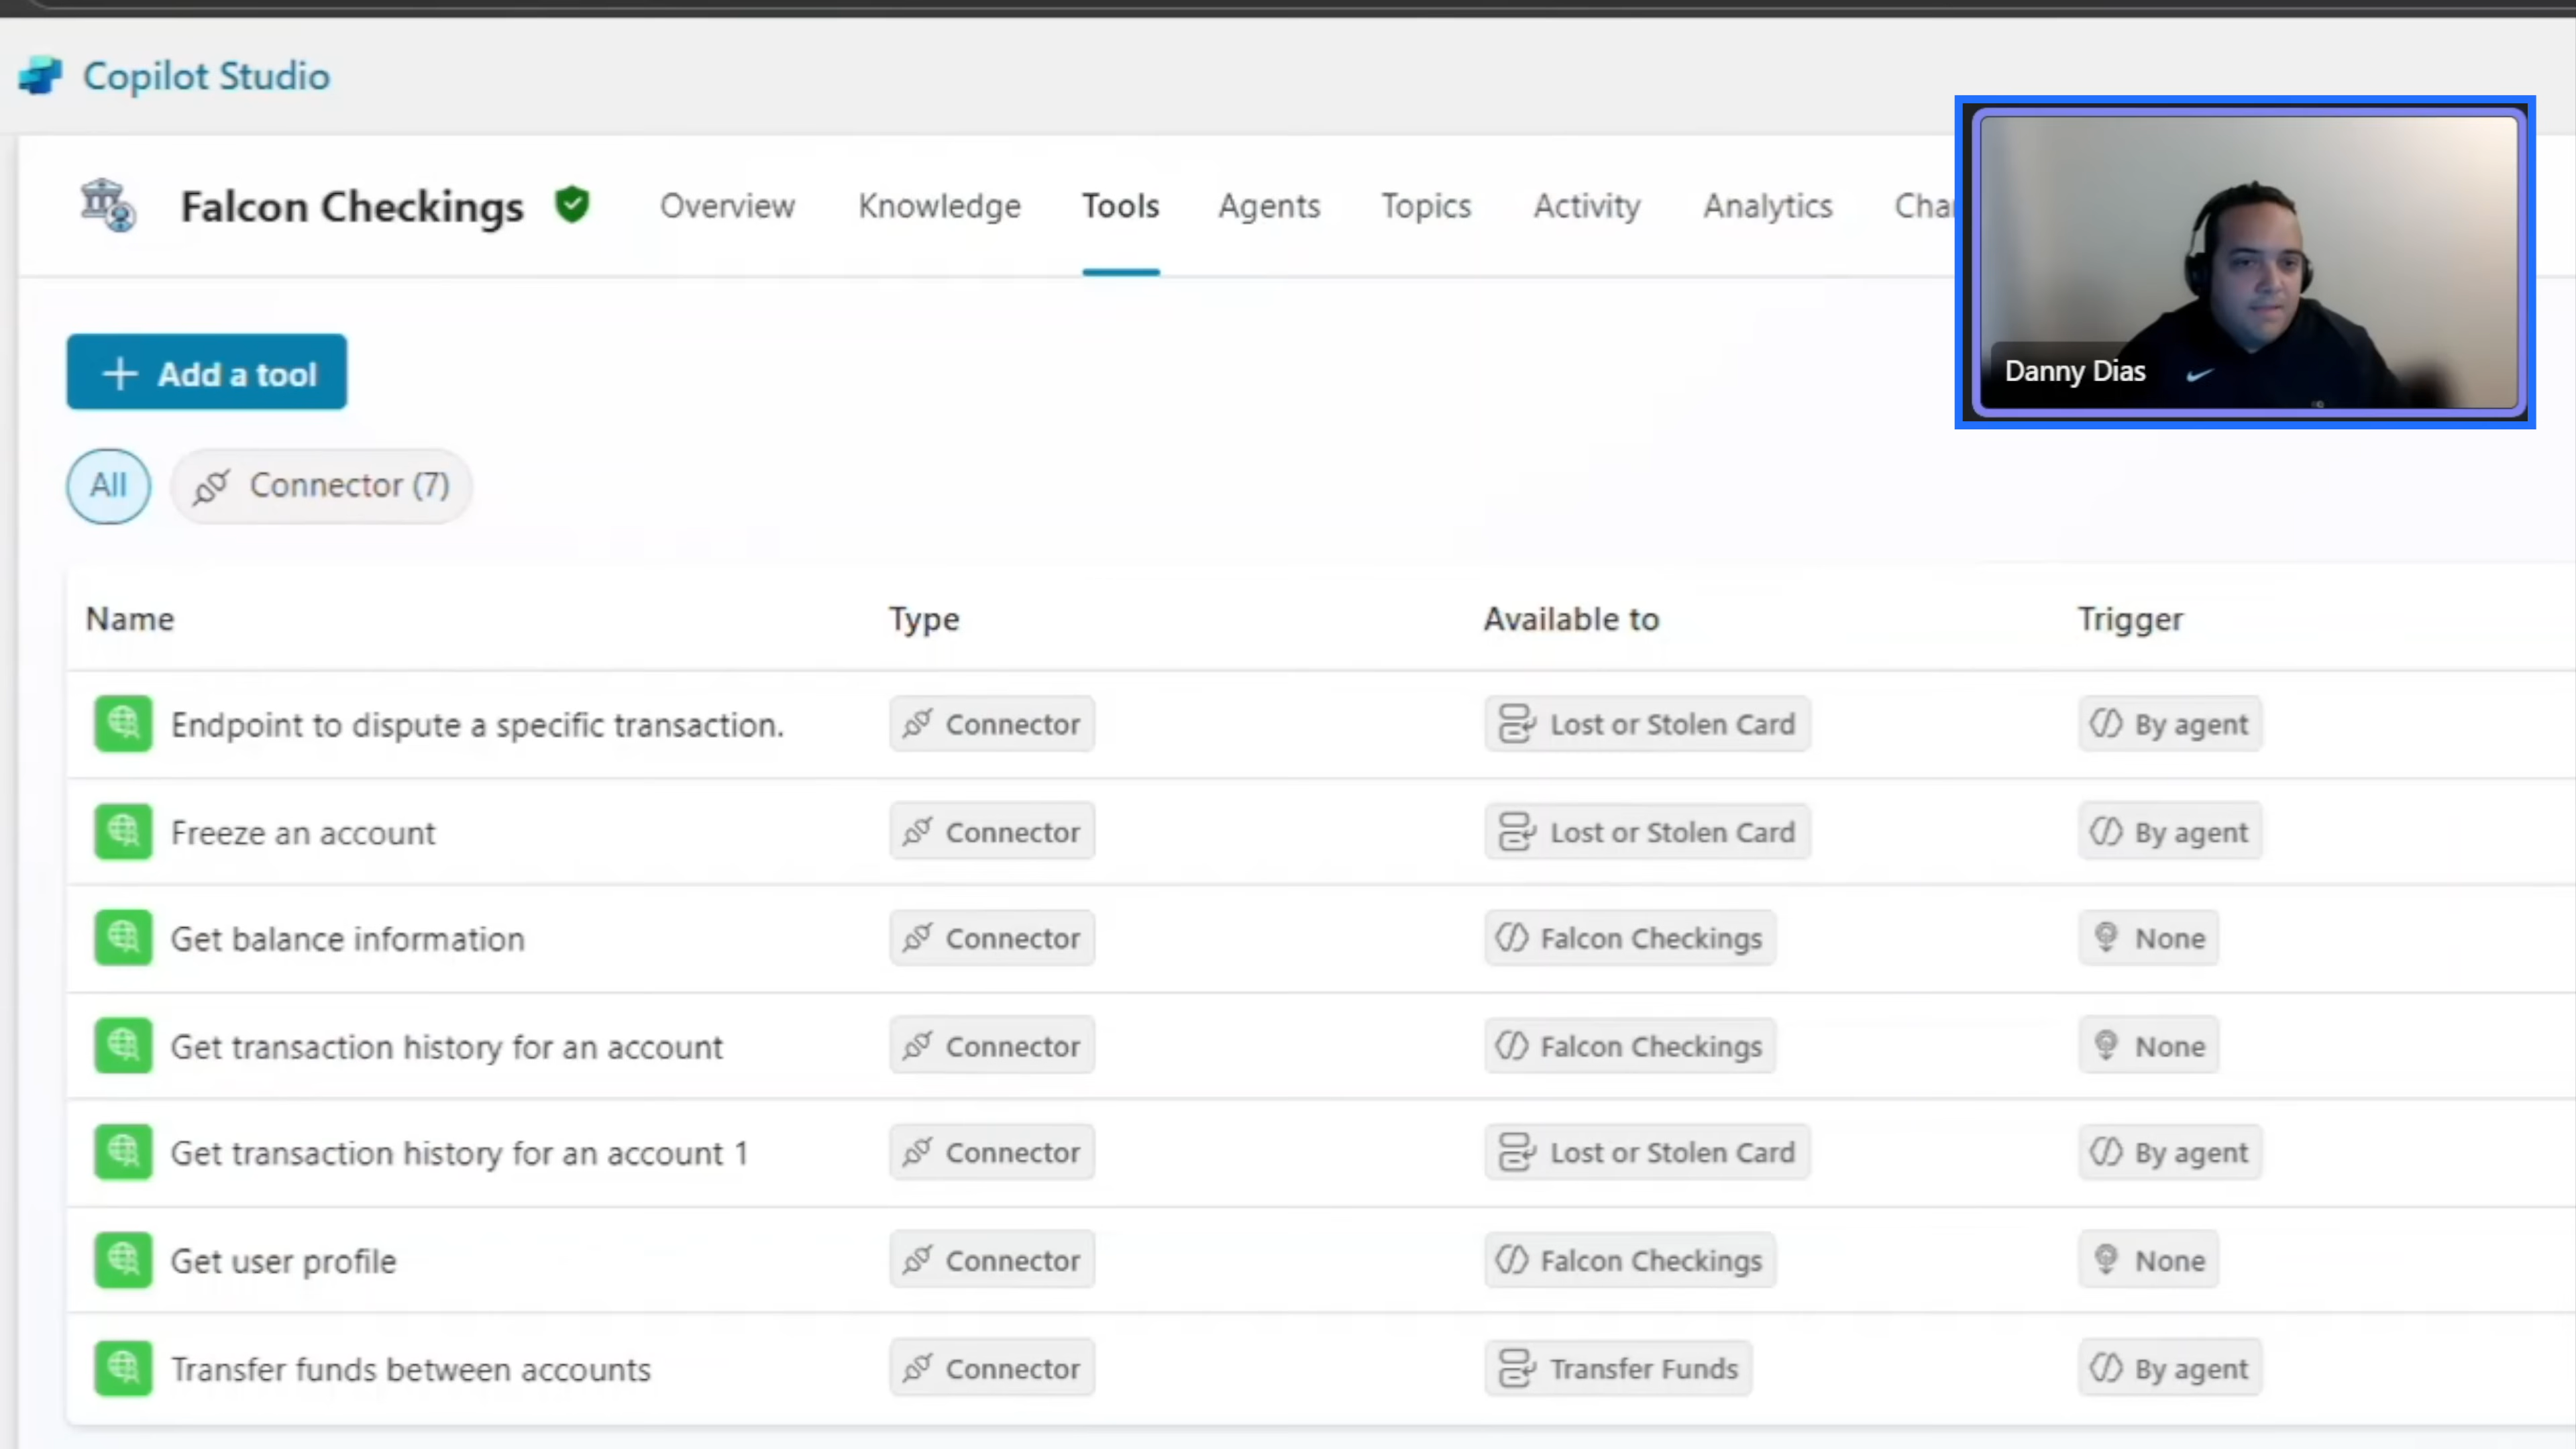 Copilot Studio
Falcon Checkings Overview Knowledge Tools Agents Topics Activity Analytics
Danny Dias
Add a tool
All Connector (7)
Name Type Available to Trigger
Endpoint to dispute a specific transaction. Connector Lost or Stolen Card By agent
Freeze an account Connector Lost or Stolen Card By agent
Get balance information Connector Falcon Checkings None
Get transaction history for an account Connector Falcon Checkings None
Get transaction history for an account 1 Connector Lost or Stolen Card By agent
Get user profile Connector Falcon Checkings None
Transfer funds between accounts Connector Transfer Funds By agent